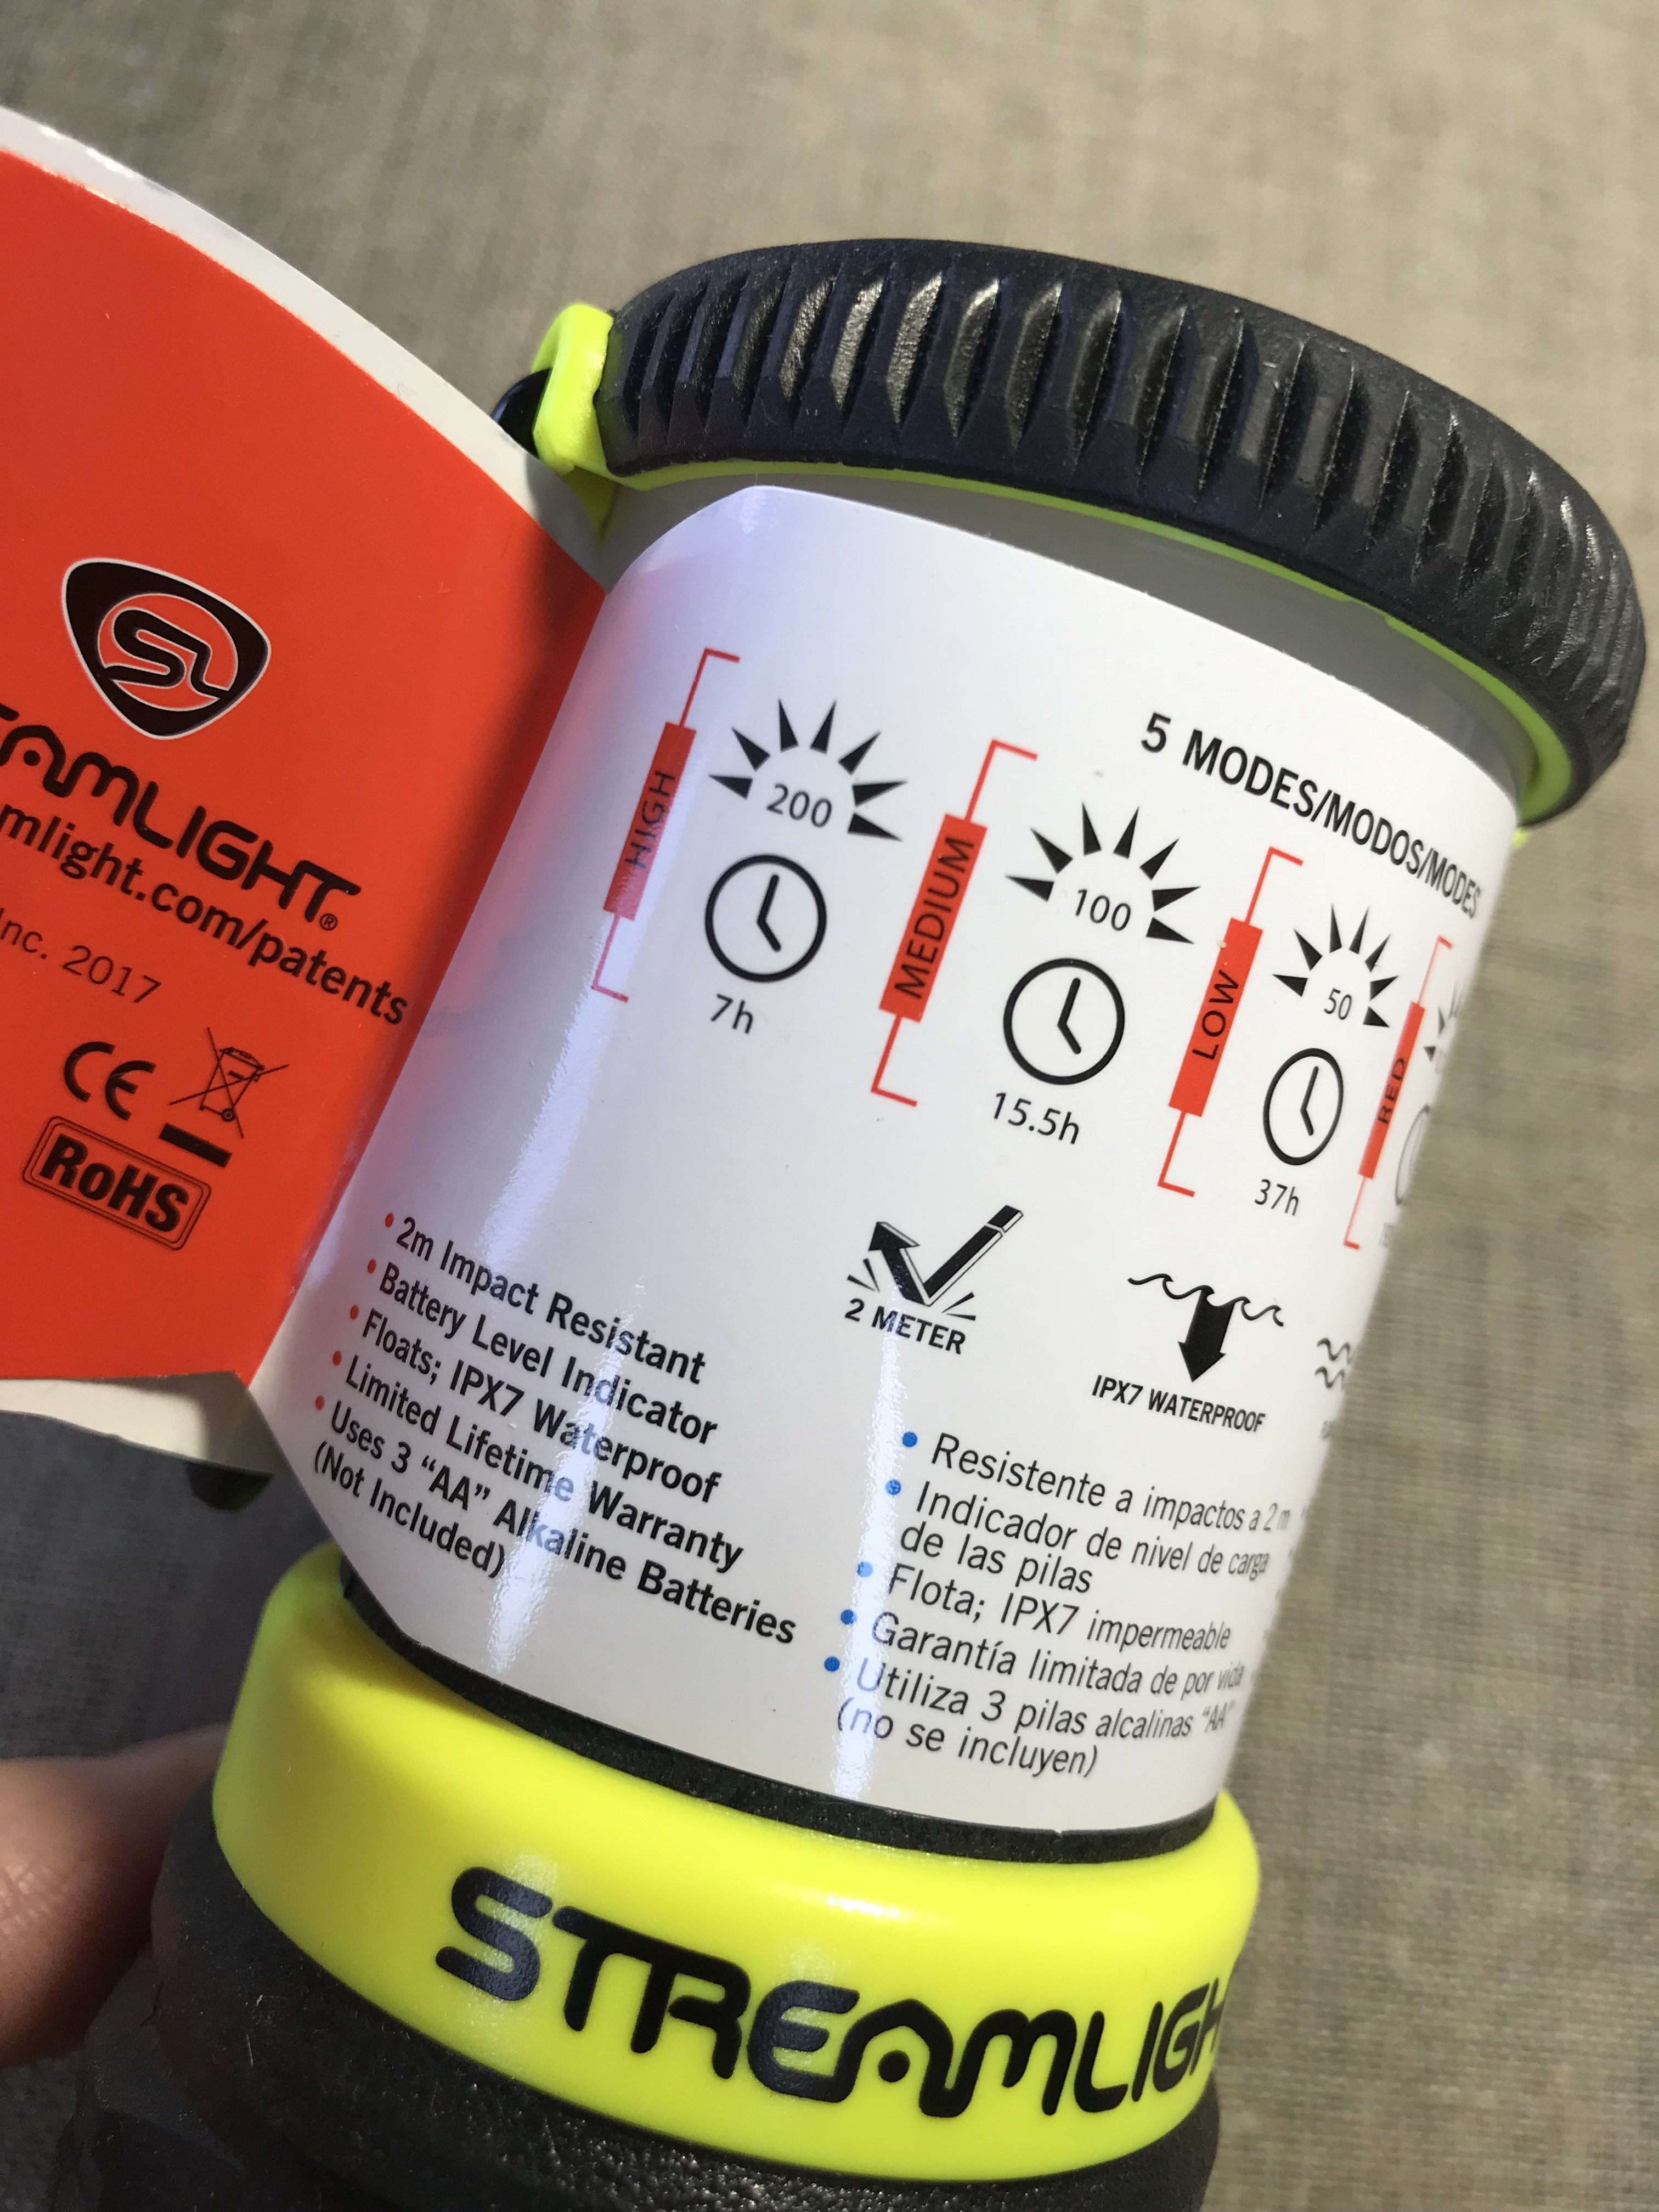 SL
EAMLIGHT®
mlight.com/patents
Inc. 2017
CE
RoHS
5 MODES/MODOS/MODES
HIGH
200
7h
MEDIUM
100
15.5h
LOW
50
37h
RED
2 METER
IPX7 WATERPROOF
• 2m Impact Resistant
• Battery Level Indicator
• Floats; IPX7 Waterproof
• Limited Lifetime Warranty
• Uses 3 “AA” Alkaline Batteries
(Not Included)
• Resistente a impactos a 2 m
• Indicador de nivel de carga
de las pilas
• Flota; IPX7 impermeable
• Garantía limitada de por vida
• Utiliza 3 pilas alcalinas “AA”
(no se incluyen)
STREAMLIGH